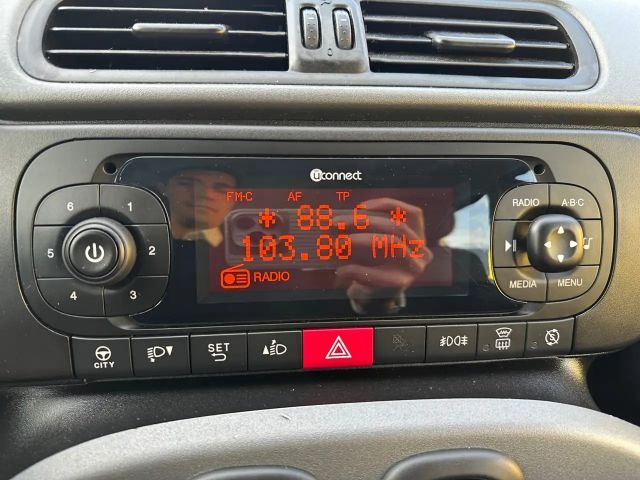 uconnect
FM-C AF TP
* 88.6 *
103.80 MHz
RADIO
6 1
5 2
4 3
RADIO A·B·C
MEDIA MENU
CITY
SET